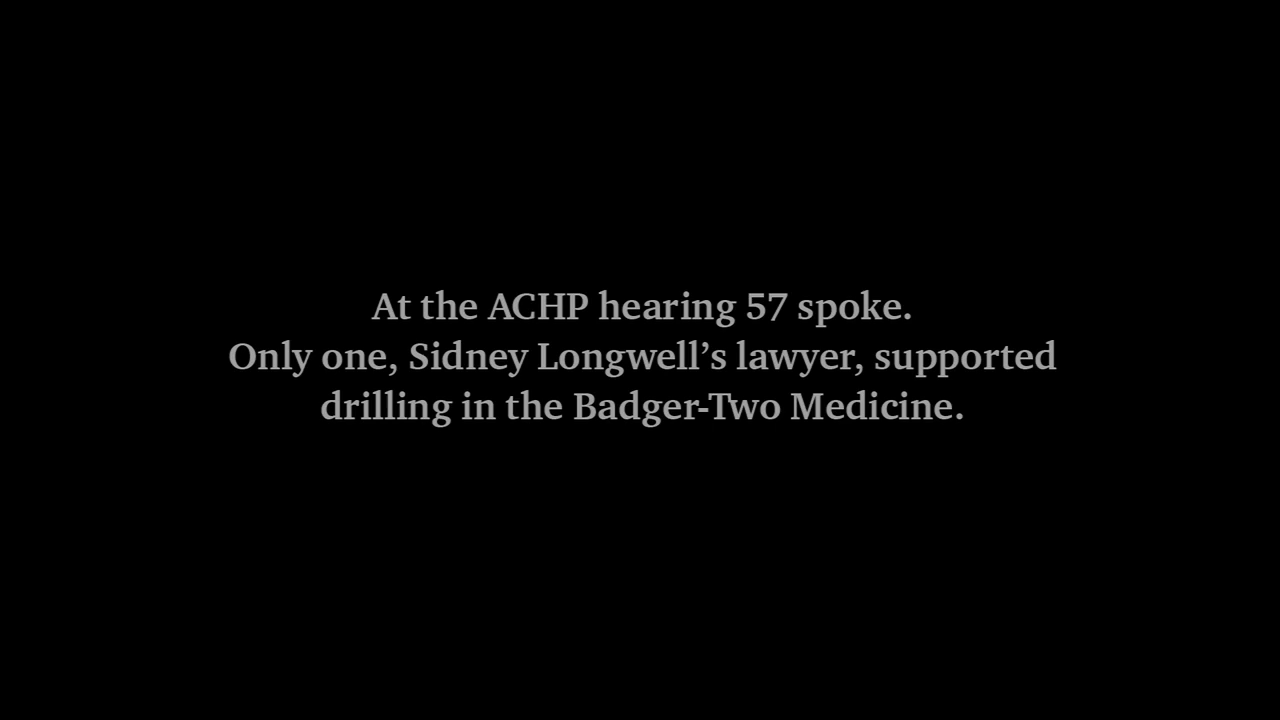 At the ACHP hearing 57 spoke.
Only one, Sidney Longwell’s lawyer, supported
drilling in the Badger-Two Medicine.